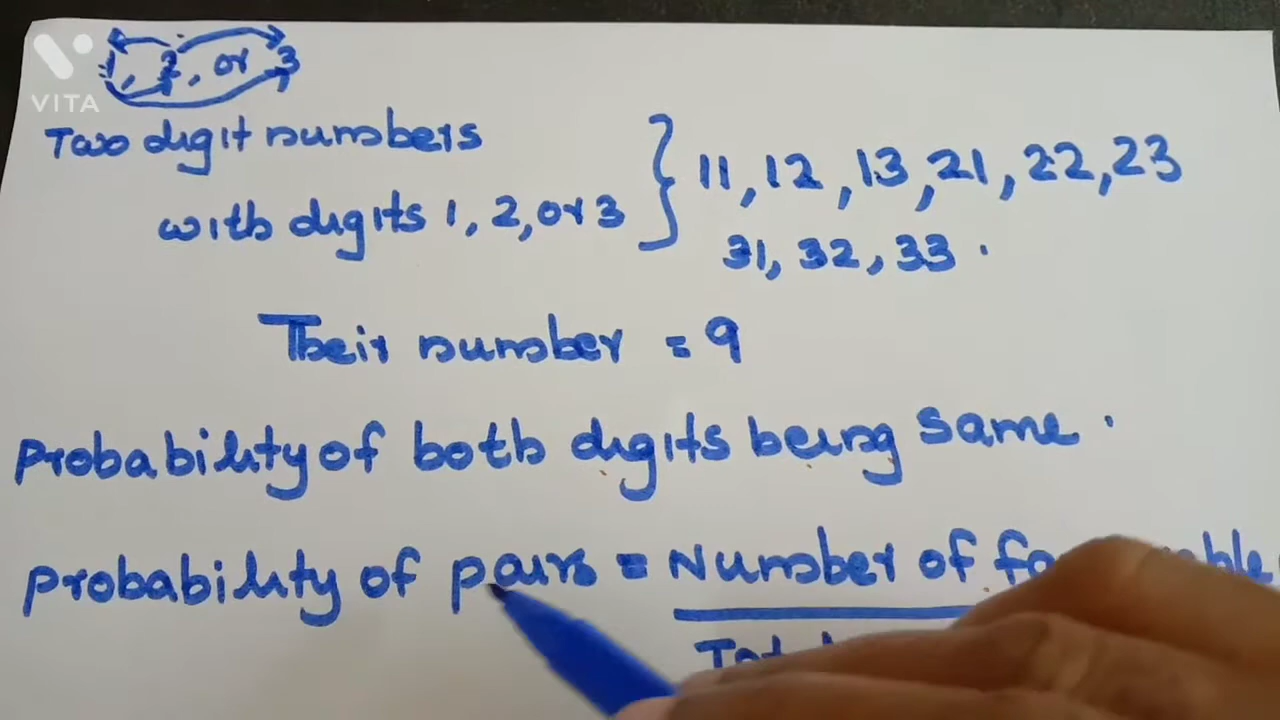 1, 2, or 3
VITA
Two digit numbers
with digits 1, 2, or 3 } 11, 12, 13, 21, 22, 23
31, 32, 33.
Their number = 9
Probability of both digits being same.
Probability of pairs = Number of